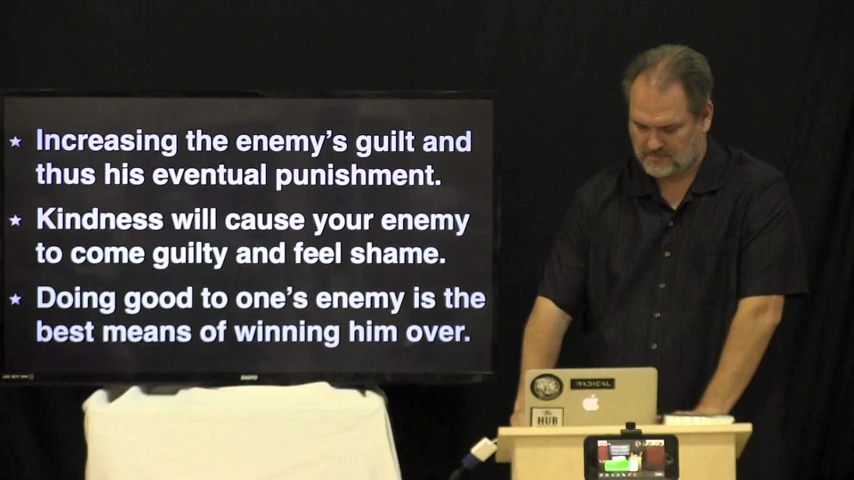 ★ Increasing the enemy's guilt and
thus his eventual punishment.
★ Kindness will cause your enemy
to come guilty and feel shame.
★ Doing good to one's enemy is the
best means of winning him over.
SANYO
RADICAL
HUB